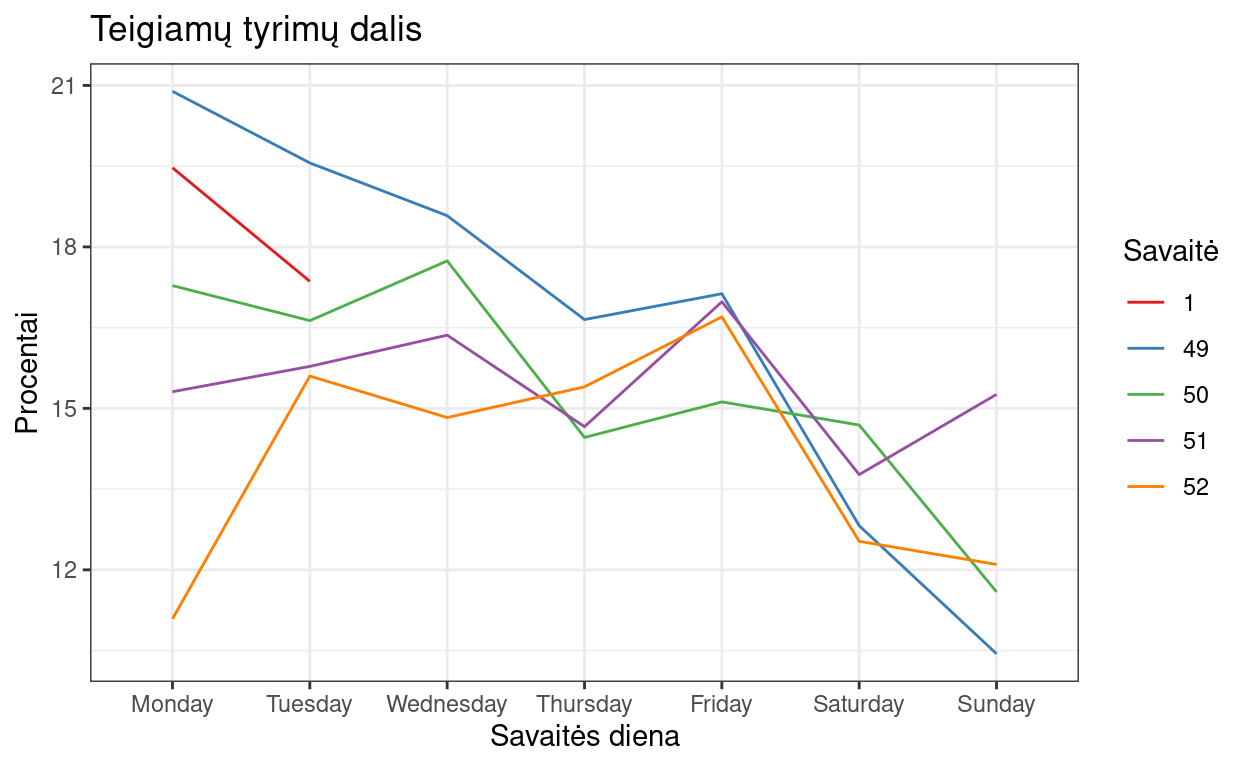 Teigiamų tyrimų dalis
21
18
15
12
Procentai
Monday Tuesday Wednesday Thursday Friday Saturday Sunday
Savaitės diena
Savaitė
1
49
50
51
52